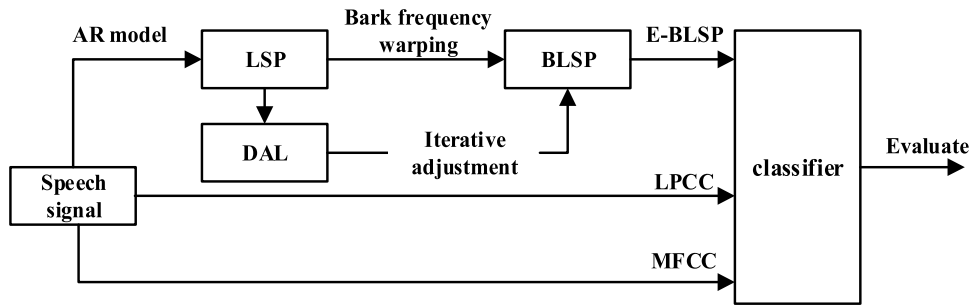 AR model
LSP
Bark frequency
warping
BLSP
E-BLSP
DAL
Iterative
adjustment
Speech
signal
LPCC
MFCC
classifier
Evaluate